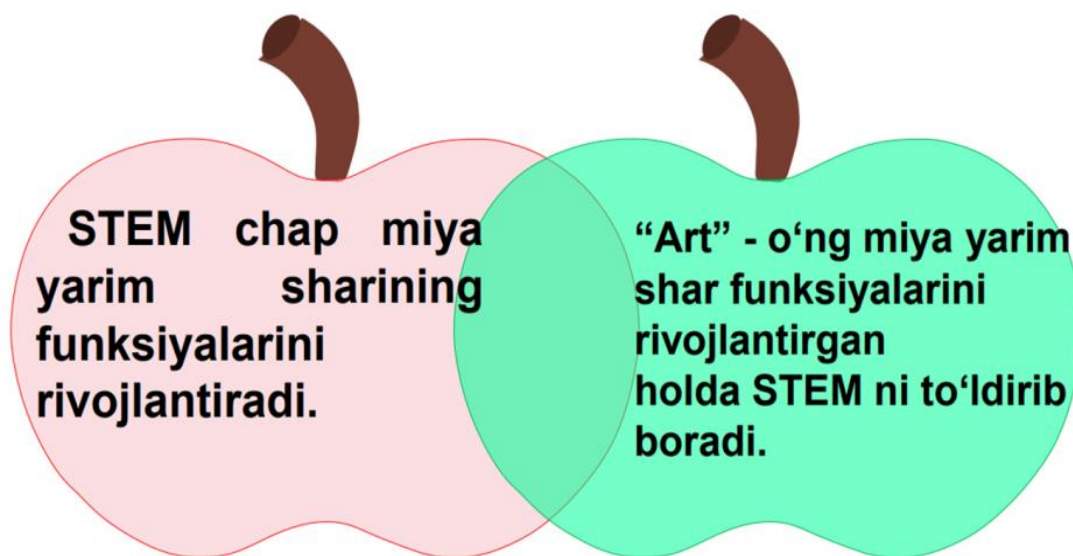 STEM chap miya
yarim sharining
funksiyalarini
rivojlantiradi.
“Art” - o‘ng miya yarim
shar funksiyalarini
rivojlantirgan
holda STEM ni to‘ldirib
boradi.